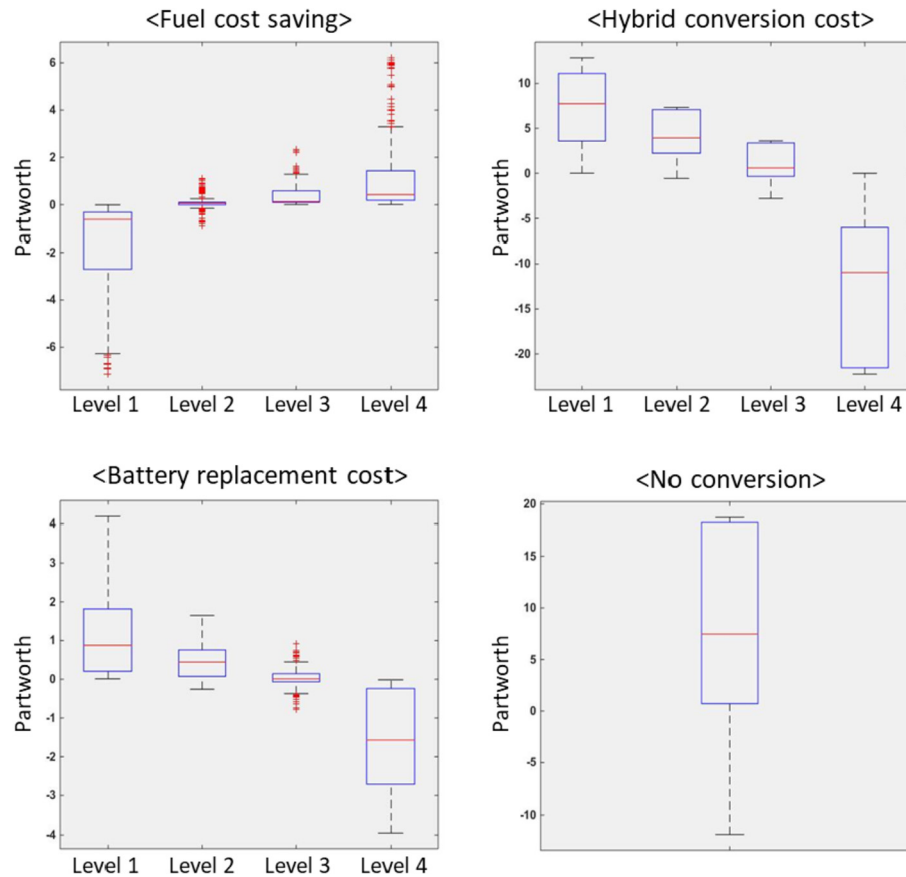 <Fuel cost saving>
Partworth
6
4
2
0
-2
-4
-6
Level 1 Level 2 Level 3 Level 4
<Hybrid conversion cost>
Partworth
10
5
0
-5
-10
-15
-20
Level 1 Level 2 Level 3 Level 4
<Battery replacement cost>
Partworth
4
3
2
1
0
-1
-2
-3
-4
Level 1 Level 2 Level 3 Level 4
<No conversion>
Partworth
20
15
10
5
0
-5
-10